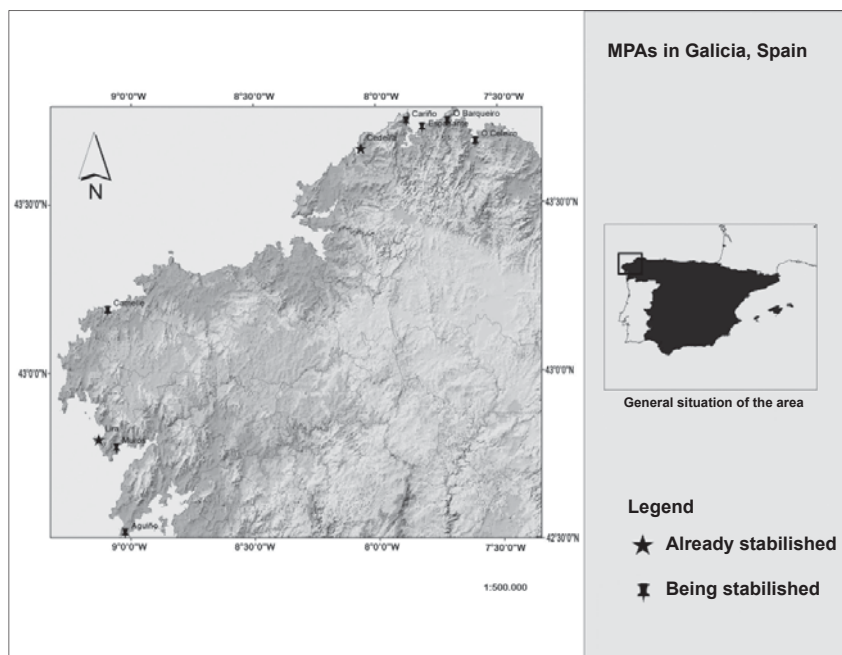 MPAs in Galicia, Spain
9°0'0"W
8°30'0"W
8°0'0"W
7°30'0"W
Cariño
O Barqueiro
Espasante
O Celeiro
Cedeira
N
43°30'0"N
43°30'0"N
Camelle
43°0'0"N
43°0'0"N
General situation of the area
Lira
Muros
Legend
Aguiño
Already stabilished
42°30'0"N
9°0'0"W
8°30'0"W
8°0'0"W
7°30'0"W
1:500.000
Being stabilished